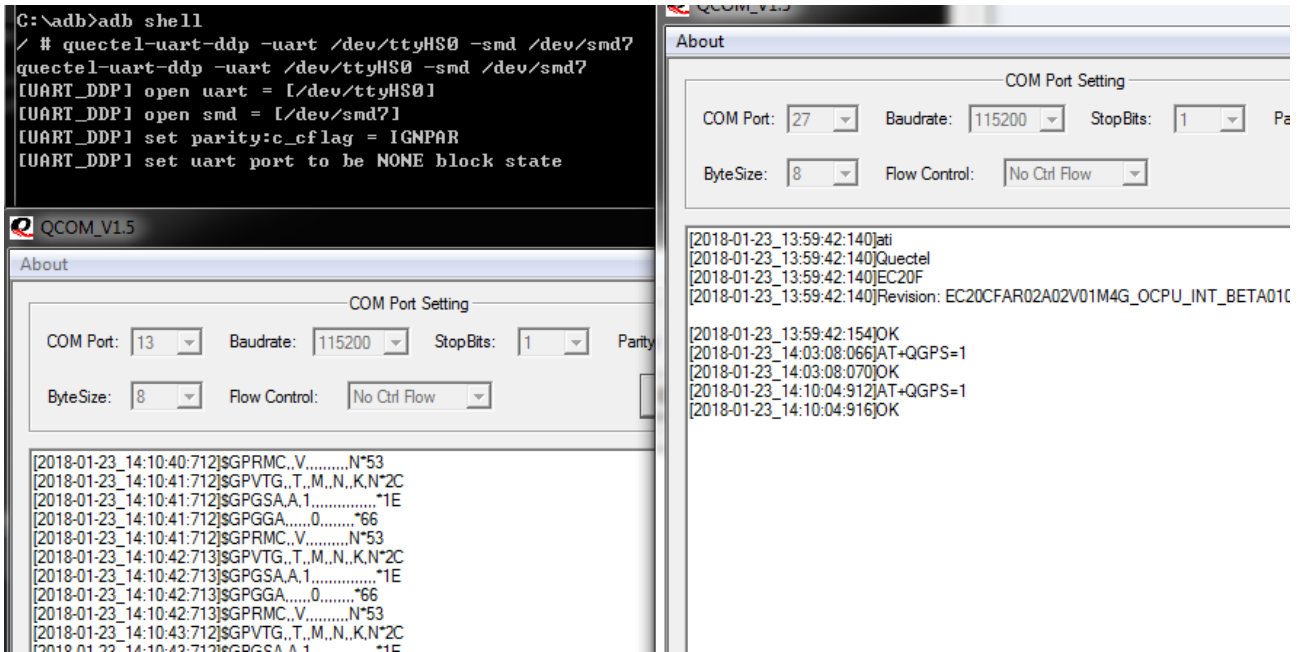 C:\adb>adb shell
/ # quectel-uart-ddp -uart /dev/ttyHS0 -smd /dev/smd7
quectel-uart-ddp -uart /dev/ttyHS0 -smd /dev/smd7
[UART_DDP] open uart = [/dev/ttyHS0]
[UART_DDP] open smd = [/dev/smd7]
[UART_DDP] set parity:c_cflag = IGNPAR
[UART_DDP] set uart port to be NONE block state
QCOM_V1.5
About
COM Port Setting
COM Port: 13 Baudrate: 115200 StopBits: 1 Parity
ByteSize: 8 Flow Control: No Ctrl Flow
[2018-01-23_14:10:40:712]$GPRMC,,V,,,,,,,,,,N*53
[2018-01-23_14:10:41:712]$GPVTG,,T,,M,,N,,K,N*2C
[2018-01-23_14:10:41:712]$GPGSA,A,1,,,,,,,,,,,,,,,*1E
[2018-01-23_14:10:41:712]$GPGGA,,,,,,0,,,,,,,,*66
[2018-01-23_14:10:41:712]$GPRMC,,V,,,,,,,,,,N*53
[2018-01-23_14:10:42:713]$GPVTG,,T,,M,,N,,K,N*2C
[2018-01-23_14:10:42:713]$GPGSA,A,1,,,,,,,,,,,,,,,*1E
[2018-01-23_14:10:42:713]$GPGGA,,,,,,0,,,,,,,,*66
[2018-01-23_14:10:42:713]$GPRMC,,V,,,,,,,,,,N*53
[2018-01-23_14:10:43:712]$GPVTG,,T,,M,,N,,K,N*2C
[2018-01-23_14:10:43:712]$GPGSA,A,1,,,,,,,,,,,,,,,*1E
QCOM_V1.5
About
COM Port Setting
COM Port: 27 Baudrate: 115200 StopBits: 1 Pa
ByteSize: 8 Flow Control: No Ctrl Flow
[2018-01-23_13:59:42:140]ati
[2018-01-23_13:59:42:140]Quectel
[2018-01-23_13:59:42:140]EC20F
[2018-01-23_13:59:42:140]Revision: EC20CFAR02A02V01M4G_OCPU_INT_BETA010
[2018-01-23_13:59:42:154]OK
[2018-01-23_14:03:08:066]AT+QGPS=1
[2018-01-23_14:03:08:070]OK
[2018-01-23_14:10:04:912]AT+QGPS=1
[2018-01-23_14:10:04:916]OK